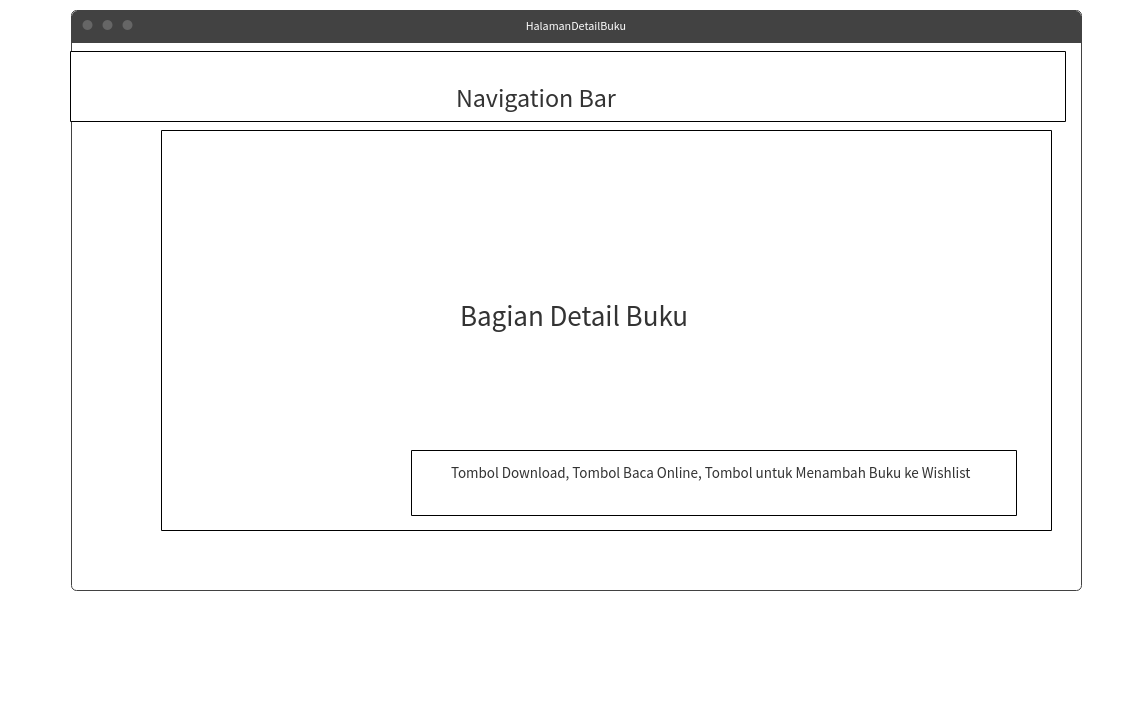 HalamanDetailBuku
Navigation Bar
Bagian Detail Buku
Tombol Download, Tombol Baca Online, Tombol untuk Menambah Buku ke Wishlist